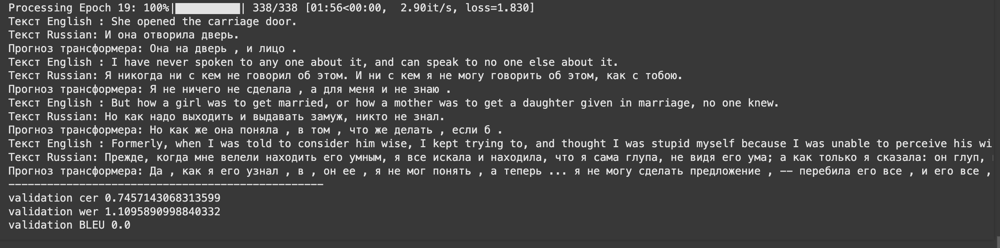 Processing Epoch 19: 100%|██████████| 338/338 [01:56<00:00,  2.90it/s, loss=1.830]
Текст English : She opened the carriage door.
Текст Russian: И она отворила дверь.
Прогноз трансформера: Она на дверь , и лицо .
Текст English : I have never spoken to any one about it, and can speak to no one else about it.
Текст Russian: Я никогда ни с кем не говорил об этом. И ни с кем я не могу говорить об этом, как с тобою.
Прогноз трансформера: Я не ничего не сделала , а для меня и не знаю .
Текст English : But how a girl was to get married, or how a mother was to get a daughter given in marriage, no one knew.
Текст Russian: Но как надо выходить и выдавать замуж, никто не знал.
Прогноз трансформера: Но как же она поняла , в том , что же делать , если б .
Текст English : Formerly, when I was told to consider him wise, I kept trying to, and thought I was stupid myself because I was unable to perceive his wi
Текст Russian: Прежде, когда мне велели находить его умным, я все искала и находила, что я сама глупа, не видя его ума; а как только я сказала: он глуп,
Прогноз трансформера: Да , как я его узнал , в , он ее , я не мог понять , а теперь ... я не могу сделать предложение , -- перебила его все , и его все ,
-------------------------------------------------
validation cer 0.7457143068313599
validation wer 1.1095890998840332
validation BLEU 0.0